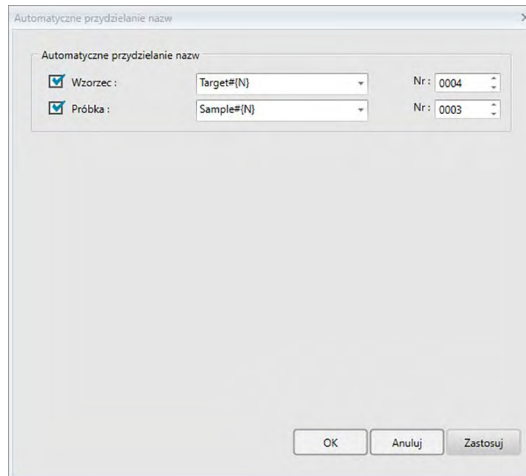 Automatyczne przydzielanie nazw
Automatyczne przydzielanie nazw
Wzorzec : Target#{N} Nr : 0004
Próbka : Sample#{N} Nr : 0003
OK Anuluj Zastosuj